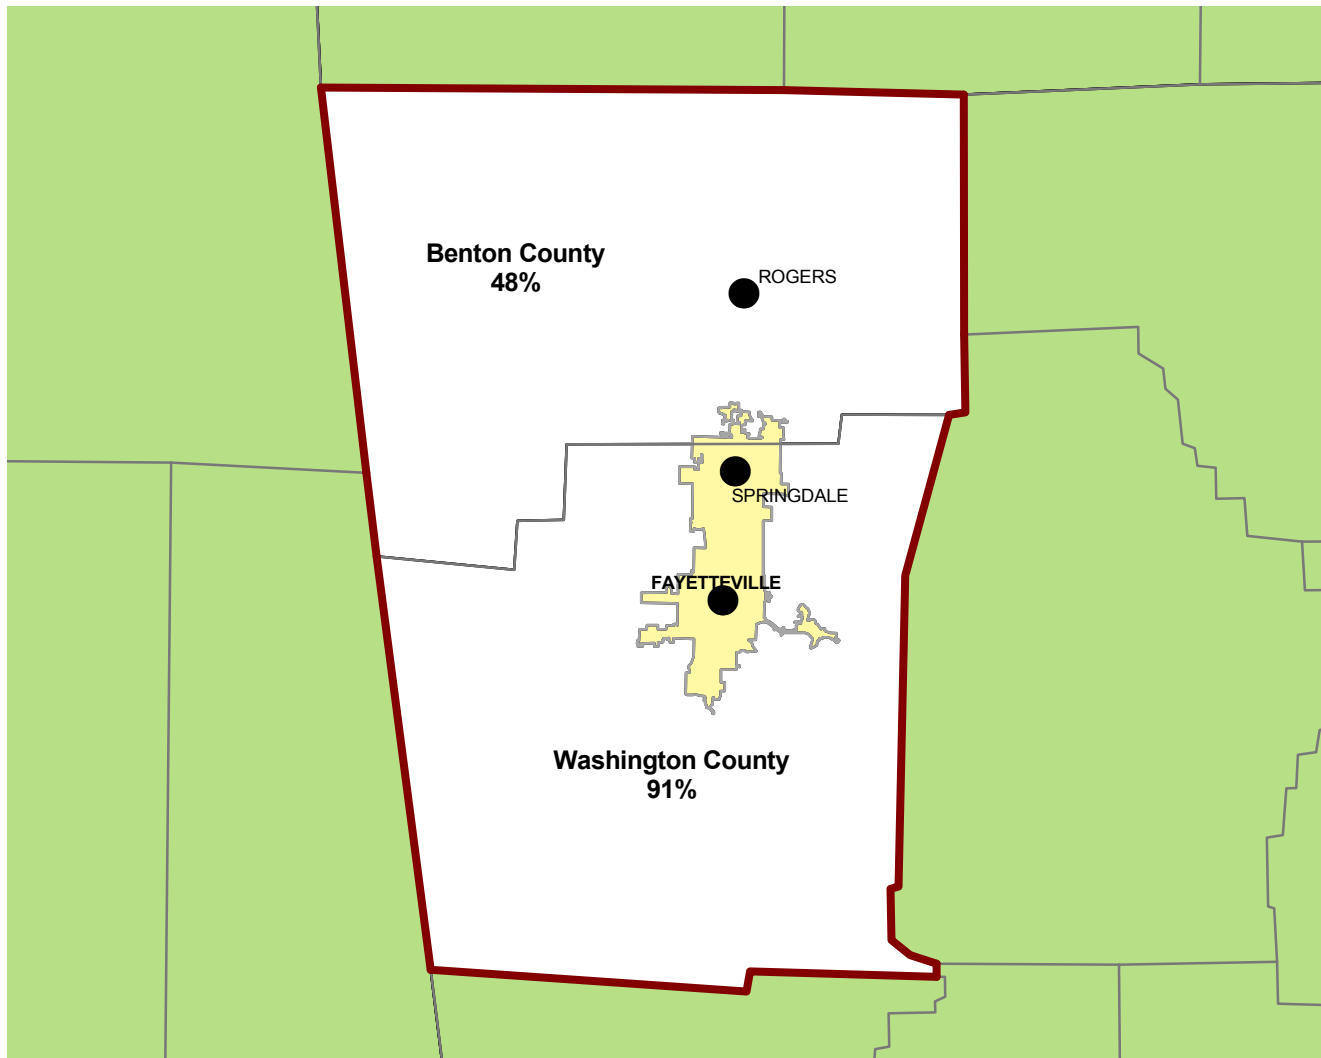 Benton County
48%
ROGERS
SPRINGDALE
FAYETTEVILLE
Washington County
91%